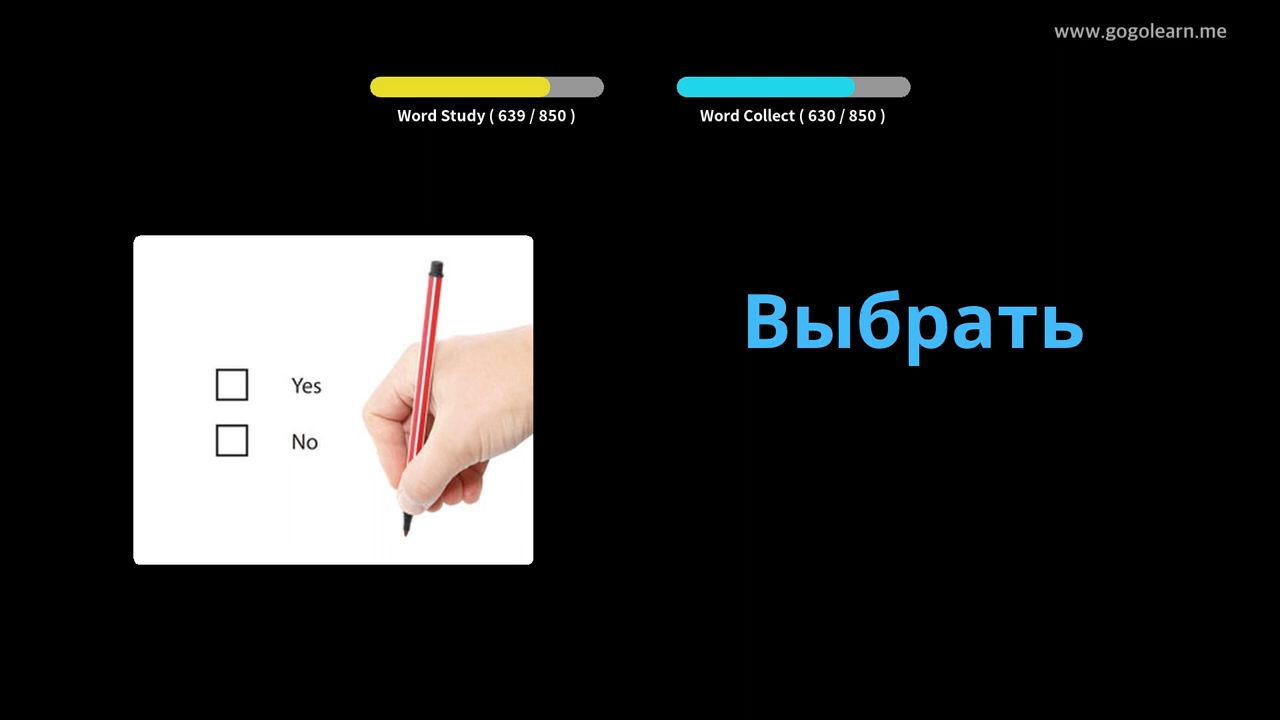 www.gogolearn.me
Word Study ( 639 / 850 )
Word Collect ( 630 / 850 )
Yes
No
Выбрать